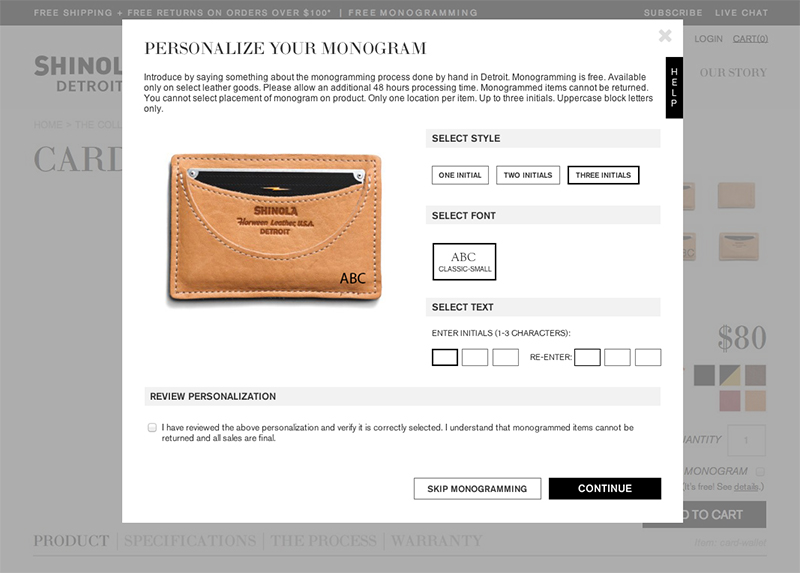 FREE SHIPPING + FREE RETURNS ON ORDERS OVER $100* | FREE MONOGRAMMING
SUBSCRIBE LIVE CHAT
LOGIN CART(0)
SHINOLA
DETROIT
OUR STORY
HOME > THE COLL
CARD
PERSONALIZE YOUR MONOGRAM
HELP
Introduce by saying something about the monogramming process done by hand in Detroit. Monogramming is free. Available
only on select leather goods. Please allow an additional 48 hours processing time. Monogrammed items cannot be returned.
You cannot select placement of monogram on product. Only one location per item. Up to three initials. Uppercase block letters
only.
SHINOLA
Horween Leather, U.S.A.
DETROIT
ABC
SELECT STYLE
ONE INITIAL TWO INITIALS THREE INITIALS
SELECT FONT
ABC
CLASSIC-SMALL
SELECT TEXT
ENTER INITIALS (1-3 CHARACTERS):
RE-ENTER:
REVIEW PERSONALIZATION
I have reviewed the above personalization and verify it is correctly selected. I understand that monogrammed items cannot be
returned and all sales are final.
SKIP MONOGRAMMING CONTINUE
$80
ANTITY 1
MONOGRAM
(It's free! See details.)
D TO CART
PRODUCT | SPECIFICATIONS | THE PROCESS | WARRANTY
item: card-wallet